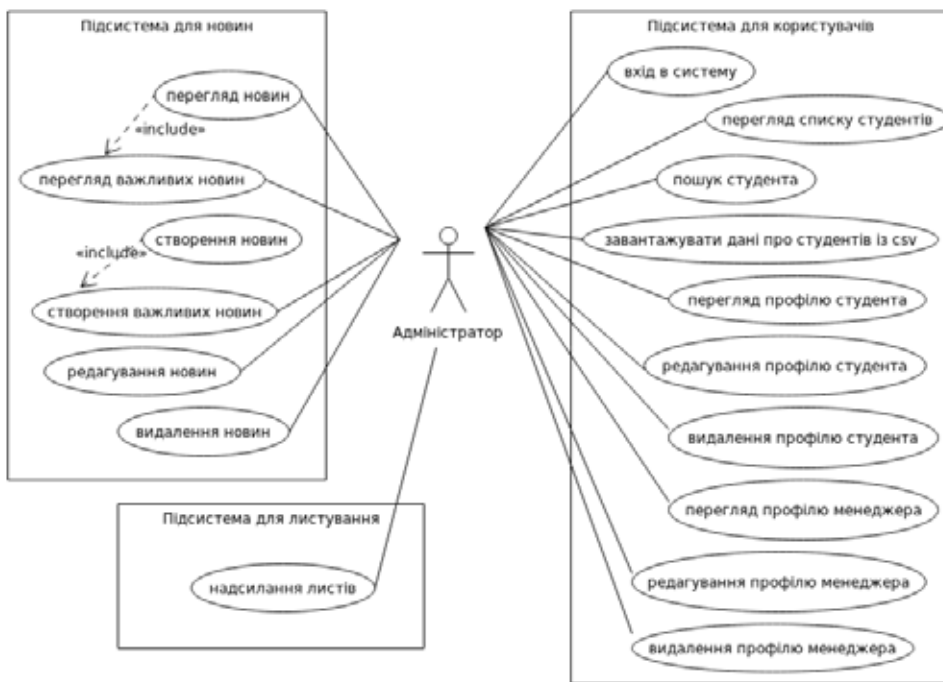 Підсистема для новин
перегляд новин
«include»
перегляд важливих новин
створення новин
«include»
створення важливих новин
редагування новин
видалення новин
Адміністратор
Підсистема для листування
надсилання листів
Підсистема для користувачів
вхід в систему
перегляд списку студентів
пошук студента
завантажувати дані про студентів із csv
перегляд профілю студента
редагування профілю студента
видалення профілю студента
перегляд профілю менеджера
редагування профілю менеджера
видалення профілю менеджера